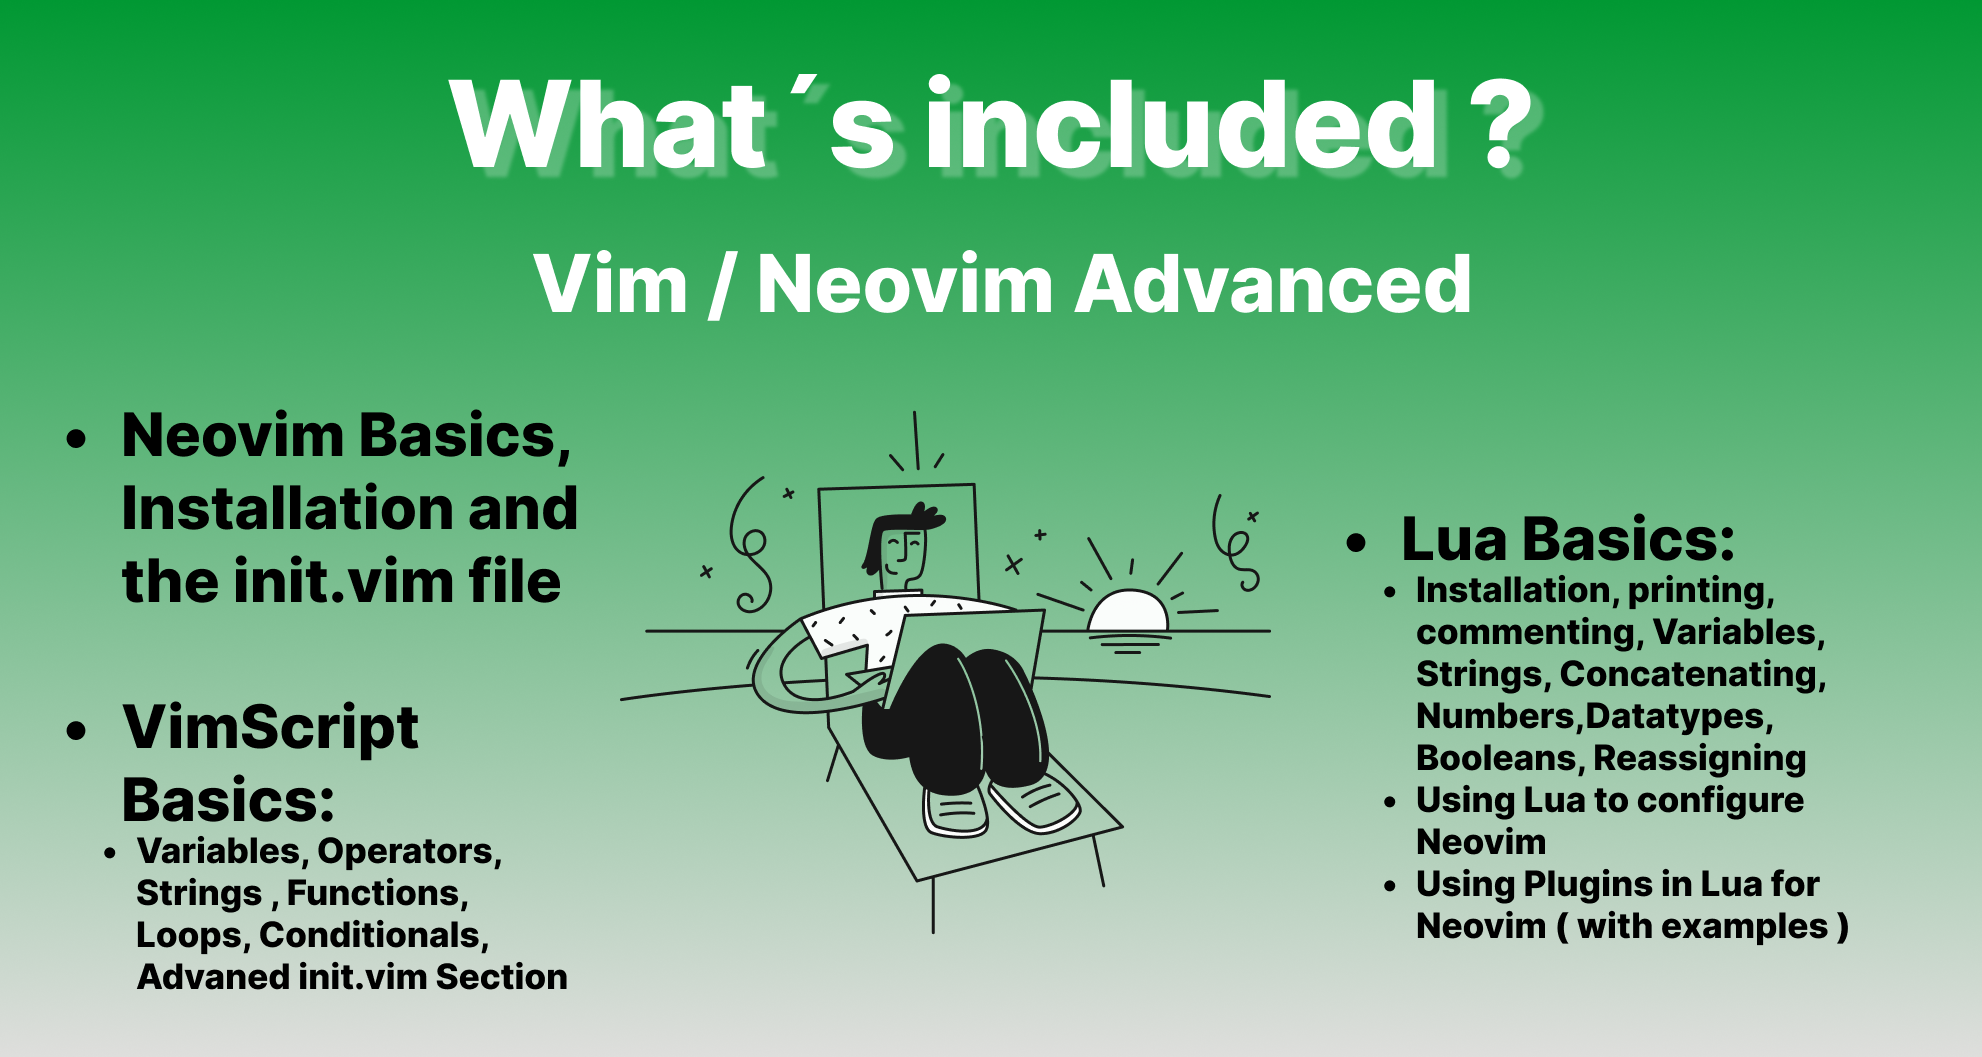 What´s included ?
Vim / Neovim Advanced
• Neovim Basics,
Installation and
the init.vim file
• VimScript
Basics:
• Variables, Operators,
Strings , Functions,
Loops, Conditionals,
Advaned init.vim Section
• Lua Basics:
• Installation, printing,
commenting, Variables,
Strings, Concatenating,
Numbers,Datatypes,
Booleans, Reassigning
• Using Lua to configure
Neovim
• Using Plugins in Lua for
Neovim ( with examples )